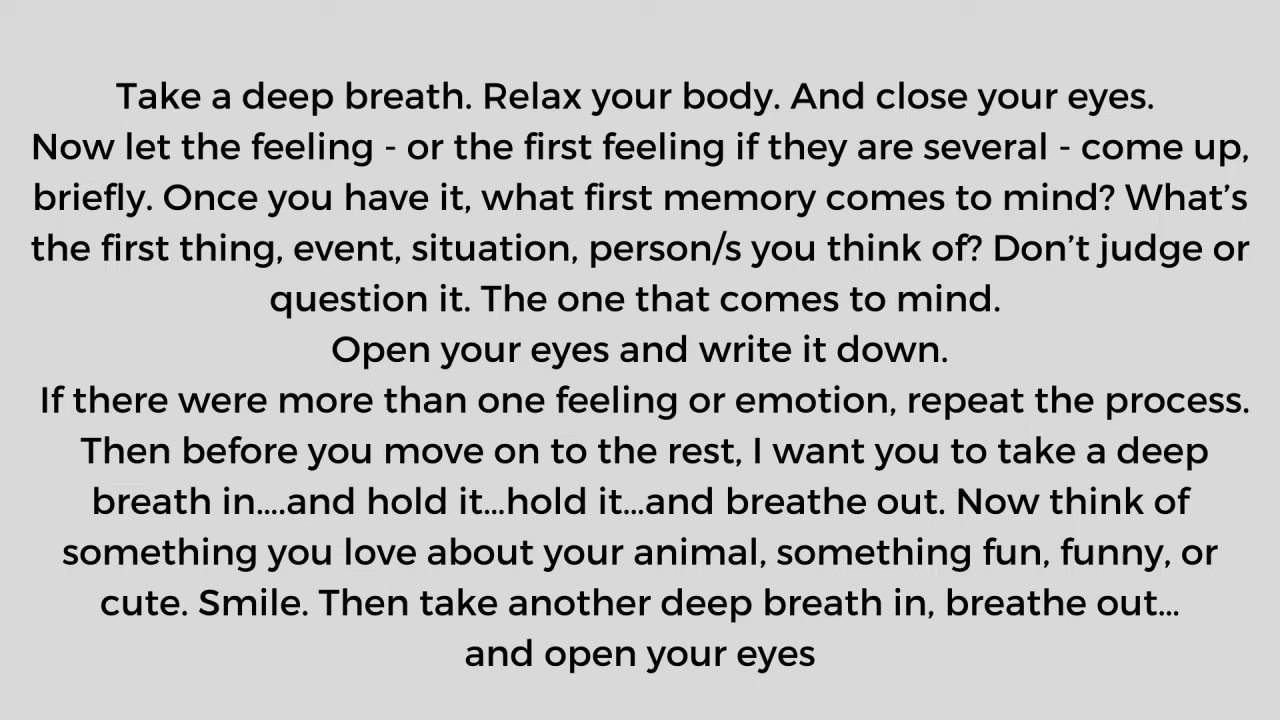 Take a deep breath. Relax your body. And close your eyes.
Now let the feeling - or the first feeling if they are several - come up,
briefly. Once you have it, what first memory comes to mind? What’s
the first thing, event, situation, person/s you think of? Don’t judge or
question it. The one that comes to mind.
Open your eyes and write it down.
If there were more than one feeling or emotion, repeat the process.
Then before you move on to the rest, I want you to take a deep
breath in....and hold it...hold it...and breathe out. Now think of
something you love about your animal, something fun, funny, or
cute. Smile. Then take another deep breath in, breathe out...
and open your eyes